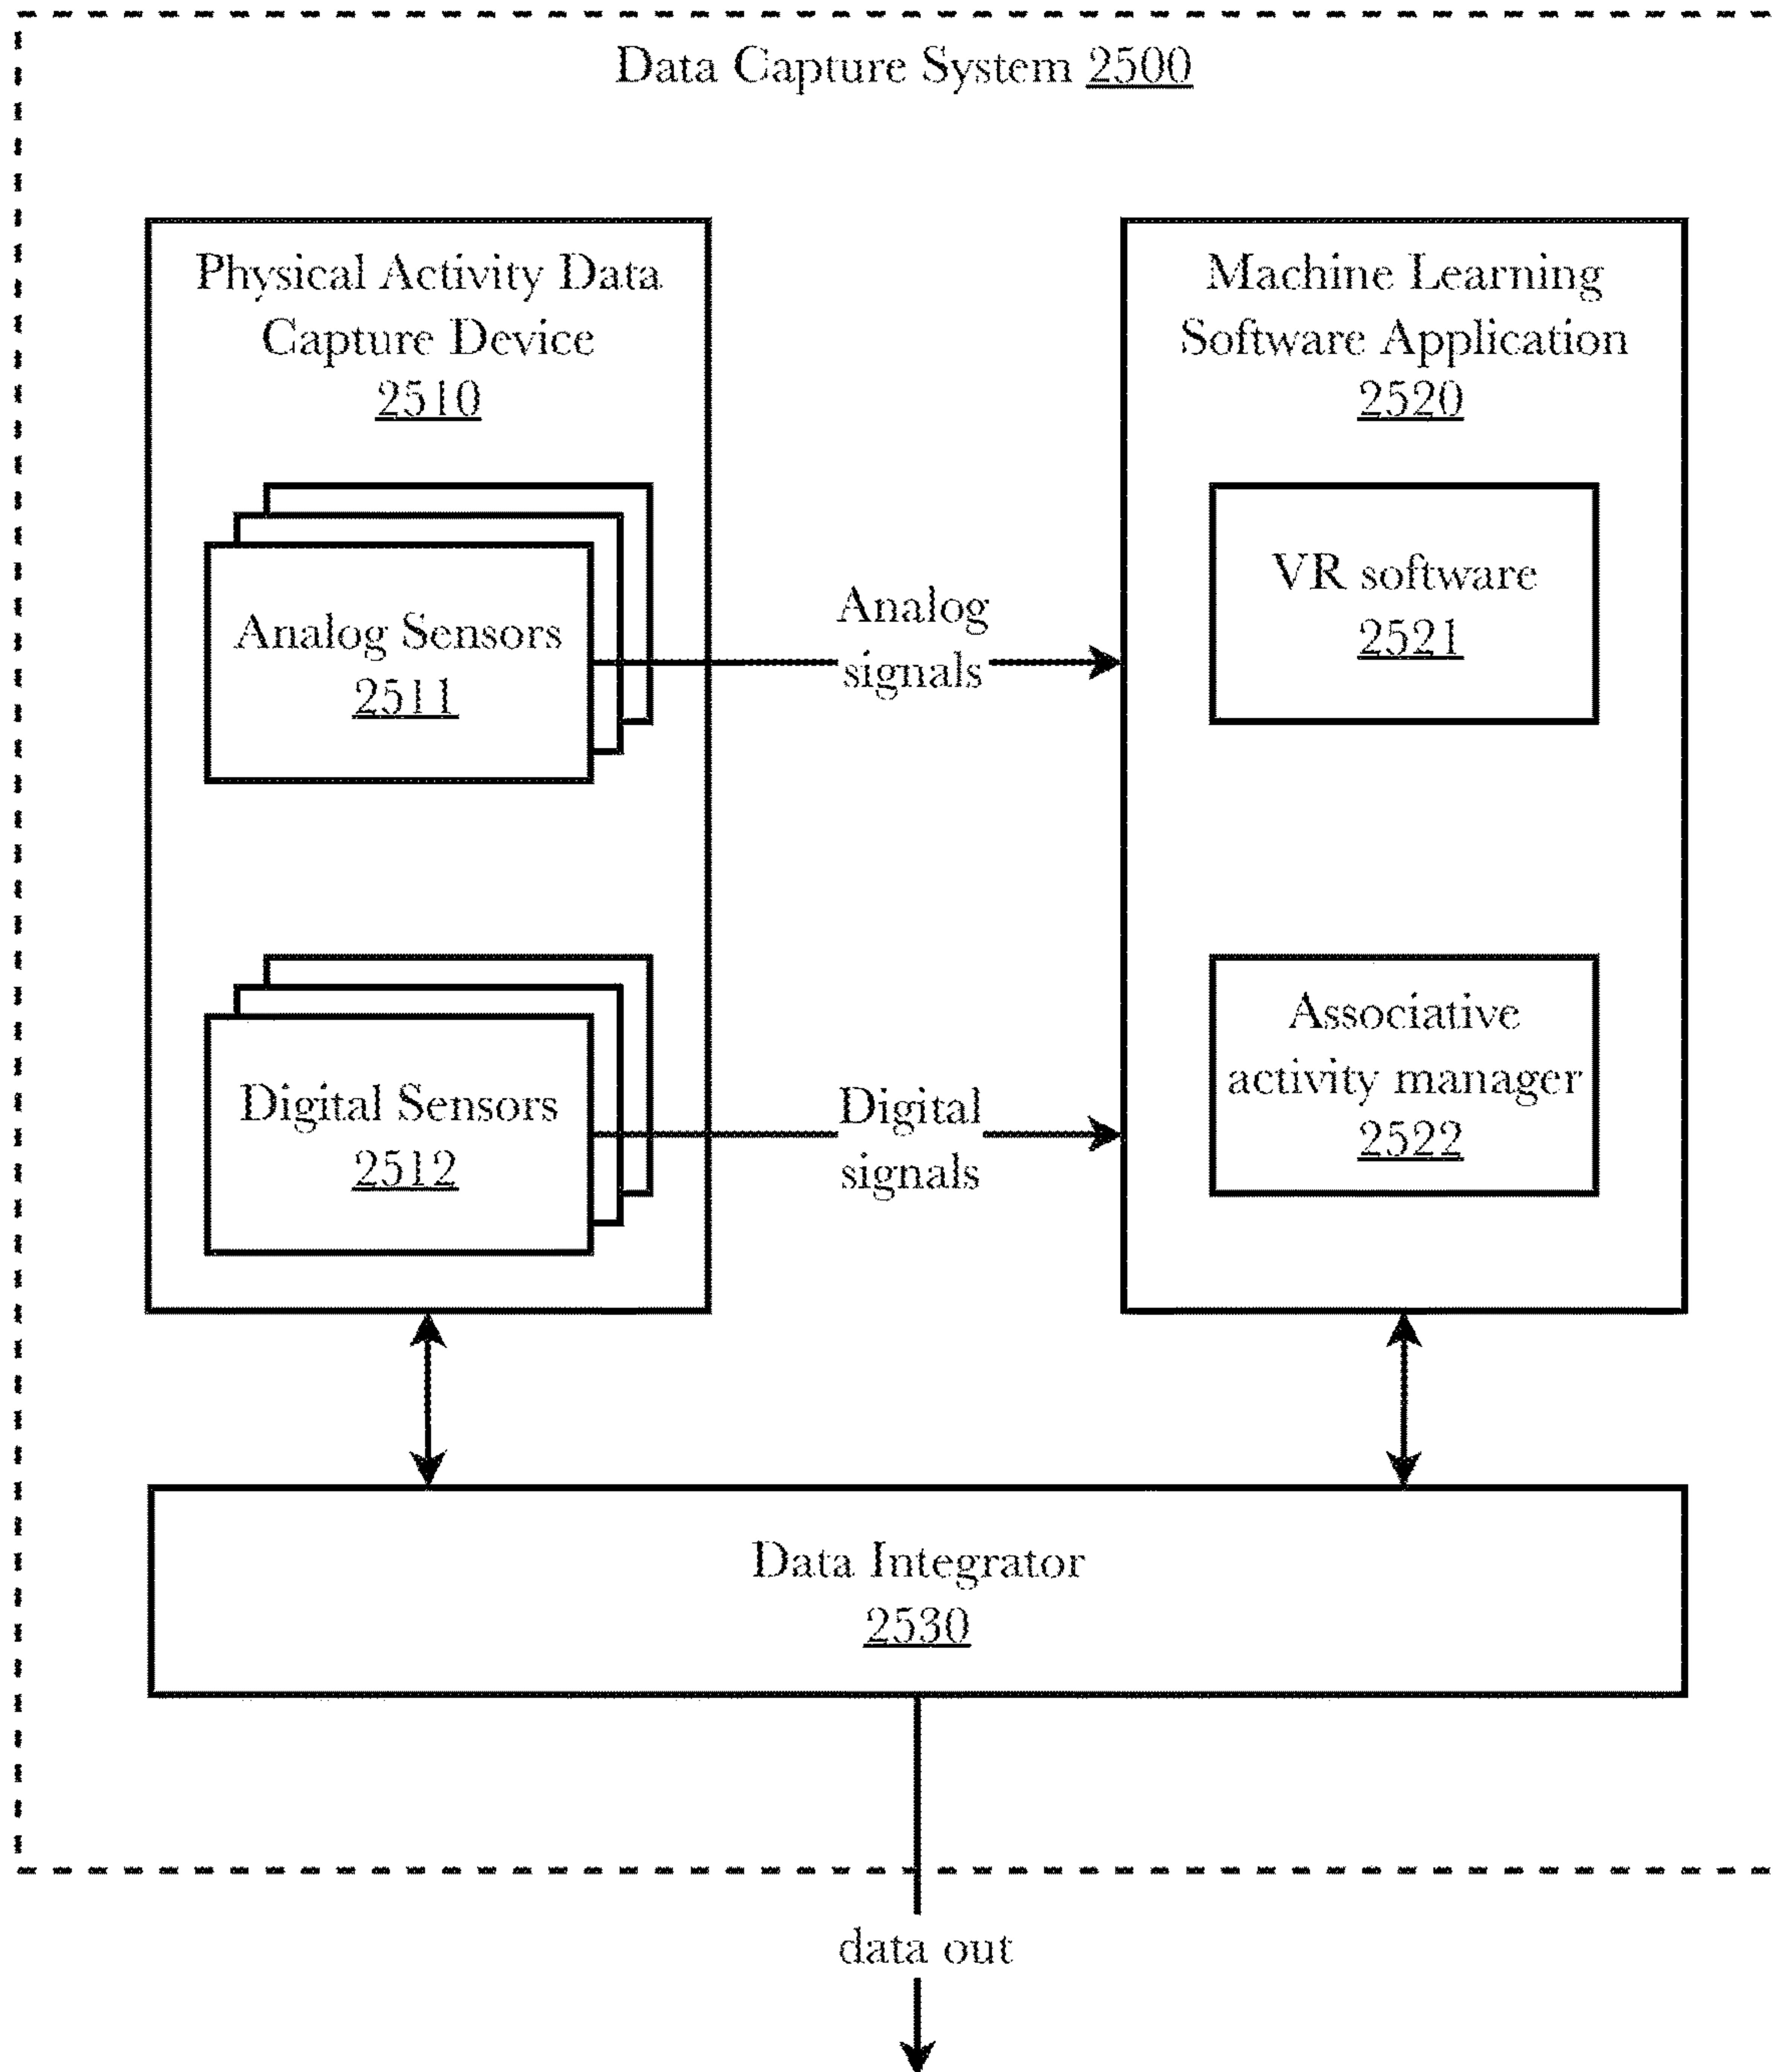 Data Capture System 2500
Physical Activity Data
Capture Device
2510
Analog Sensors
2511
Digital Sensors
2512
Analog
signals
Digital
signals
Machine Learning
Software Application
2520
VR software
2521
Associative
activity manager
2522
Data Integrator
2530
data out